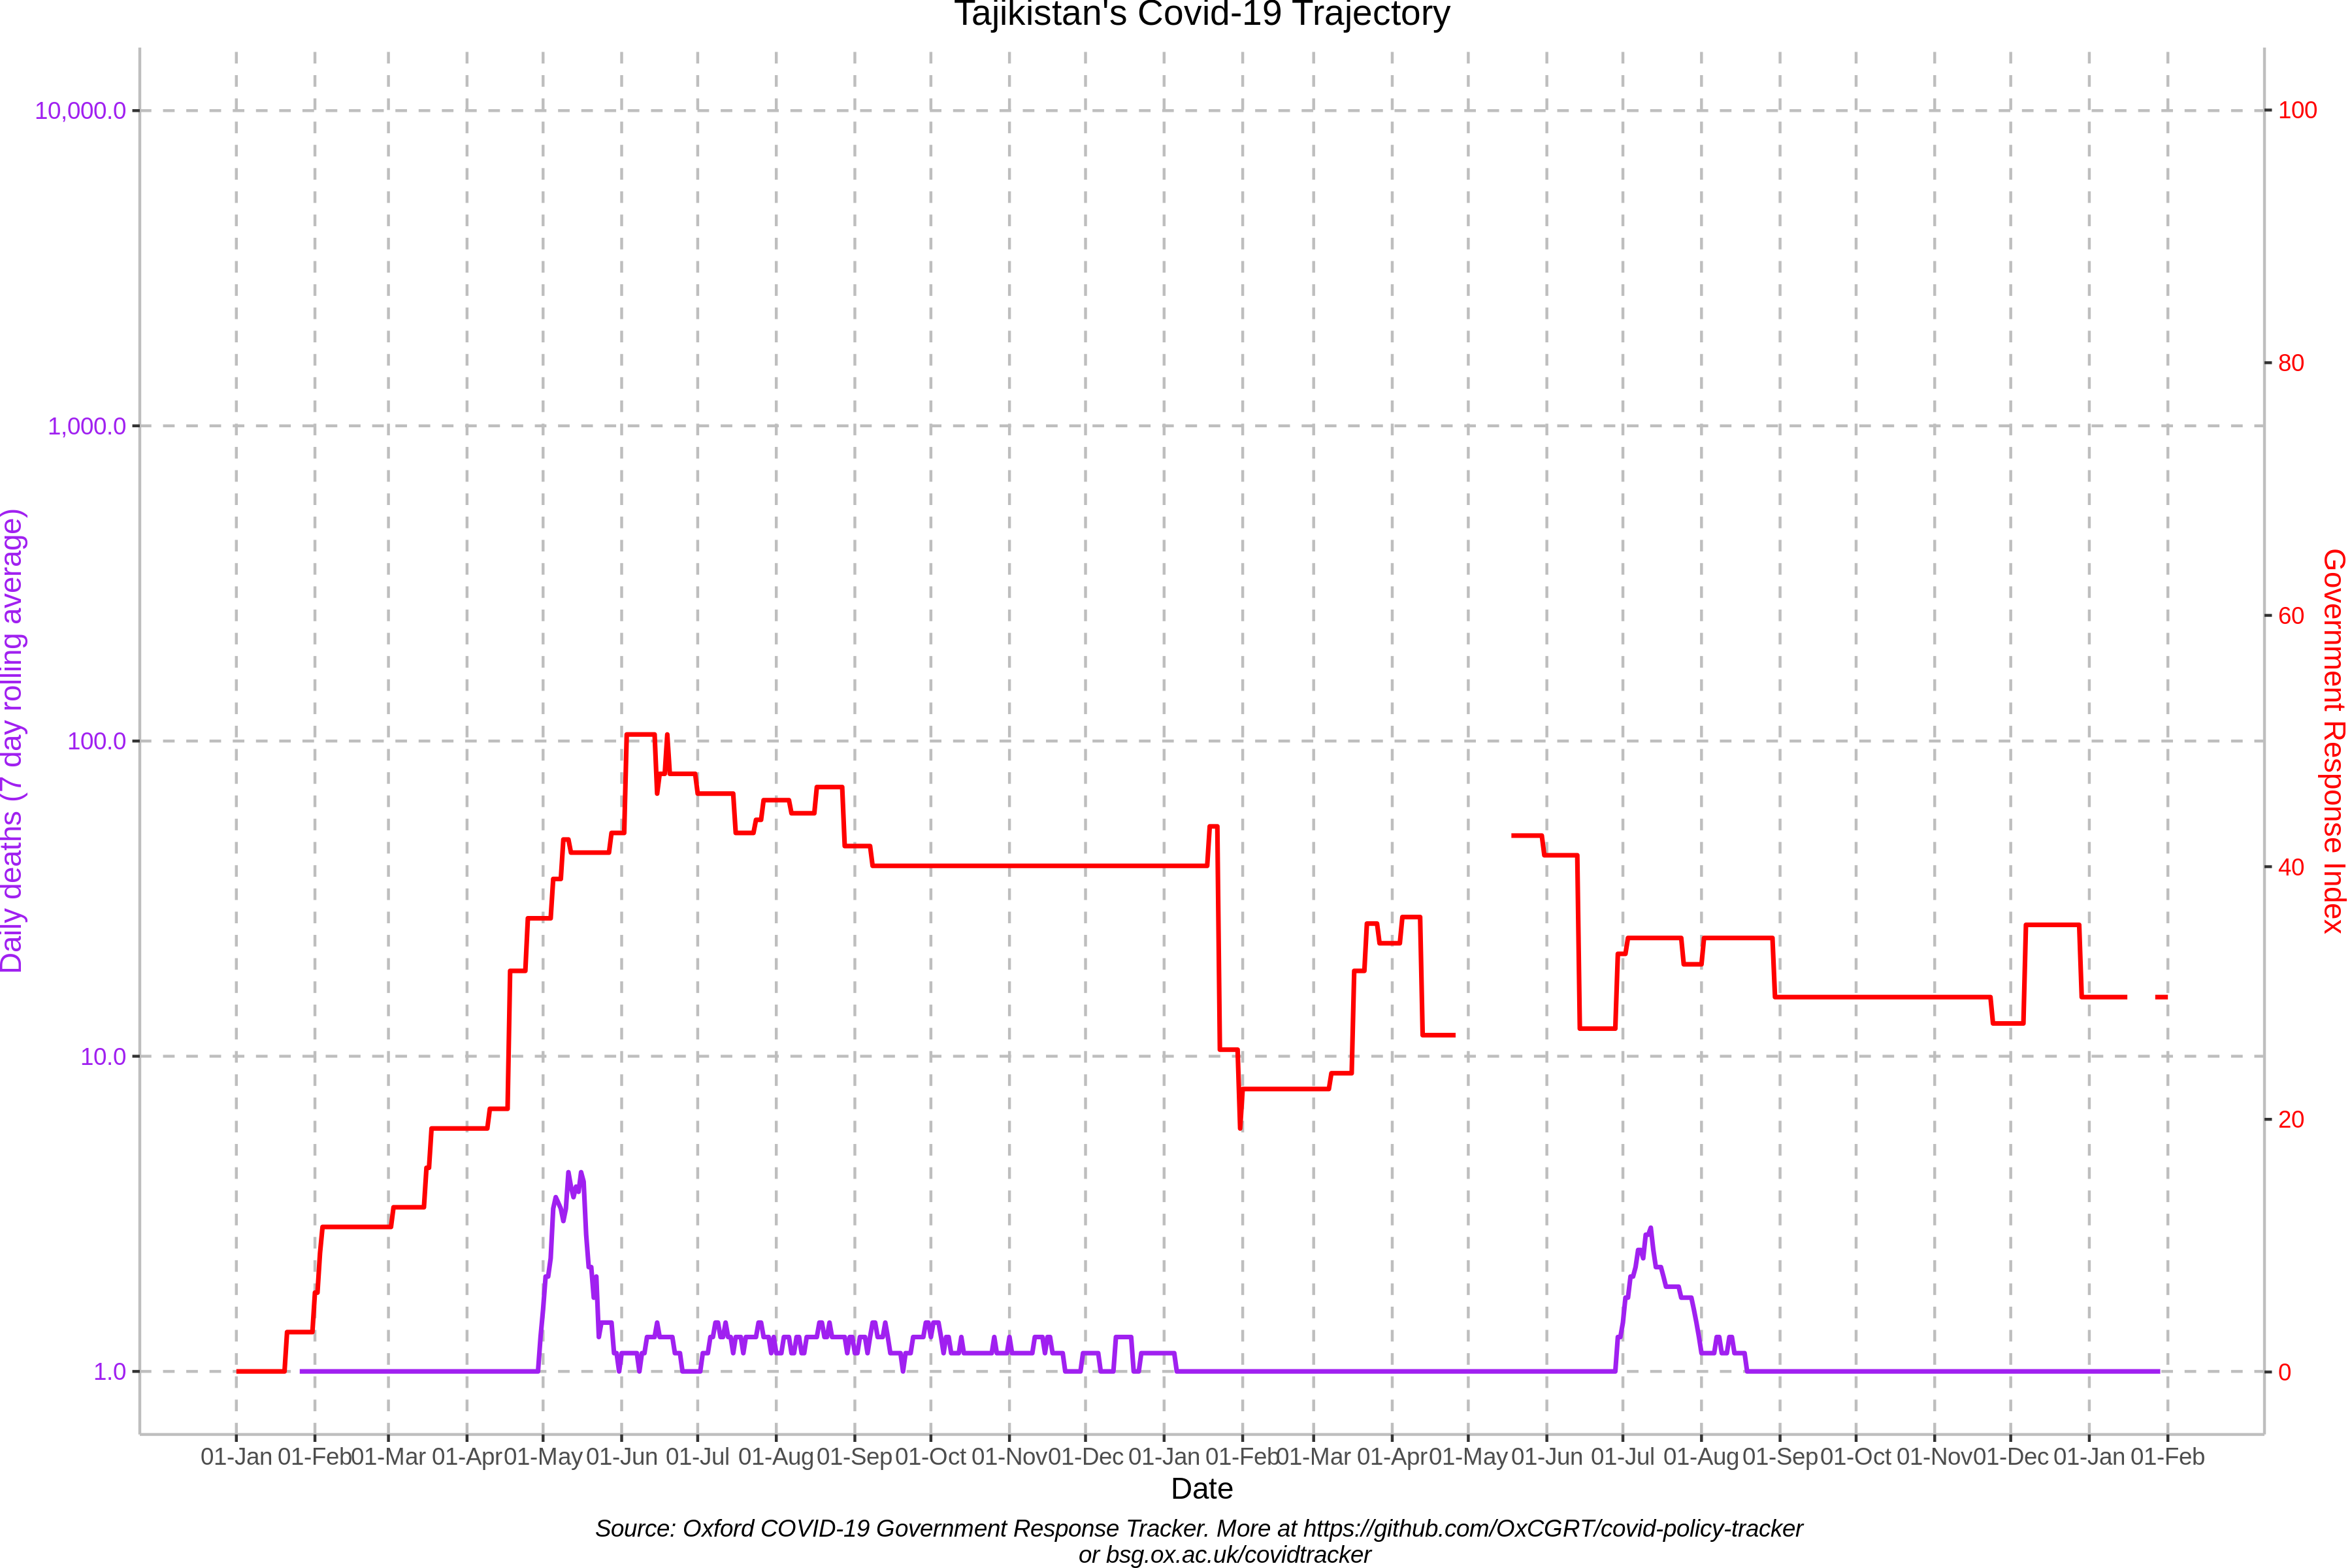 Tajikistan's Covid-19 Trajectory
10,000.0
1,000.0
100.0
10.0
1.0
Daily deaths (7 day rolling average)
100
80
60
40
20
0
Government Response Index
01-Jan 01-Feb 01-Mar 01-Apr 01-May 01-Jun 01-Jul 01-Aug 01-Sep 01-Oct 01-Nov 01-Dec 01-Jan 01-Feb 01-Mar 01-Apr 01-May 01-Jun 01-Jul 01-Aug 01-Sep 01-Oct 01-Nov 01-Dec 01-Jan 01-Feb
Date
Source: Oxford COVID-19 Government Response Tracker. More at https://github.com/OxCGRT/covid-policy-tracker
or bsg.ox.ac.uk/covidtracker